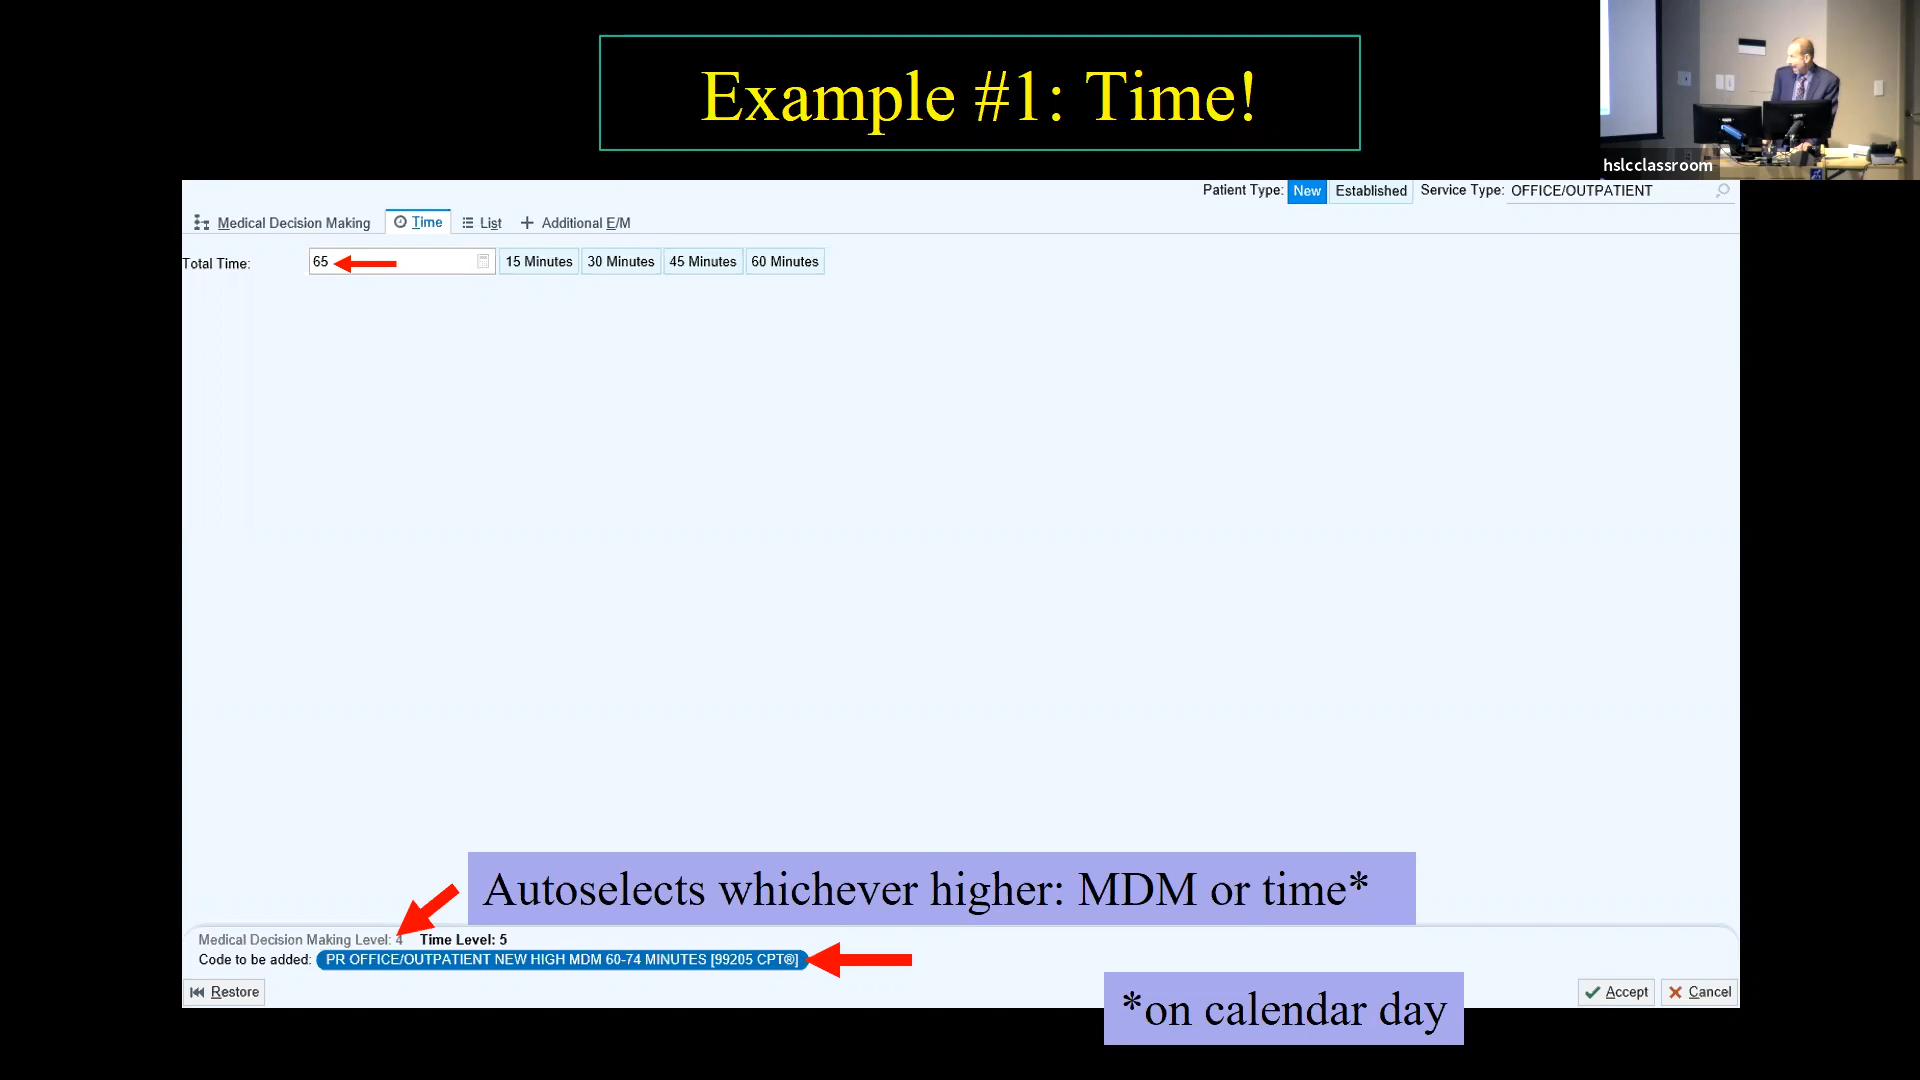 Example #1: Time!
hslcclassroom
Patient Type: New Established Service Type: OFFICE/OUTPATIENT
Medical Decision Making Time List Additional E/M
Total Time: 65 15 Minutes 30 Minutes 45 Minutes 60 Minutes
Autoselects whichever higher: MDM or time*
Medical Decision Making Level: 4 Time Level: 5
Code to be added: PR OFFICE/OUTPATIENT NEW HIGH MDM 60-74 MINUTES [99205 CPT®]
Restore Accept Cancel
*on calendar day